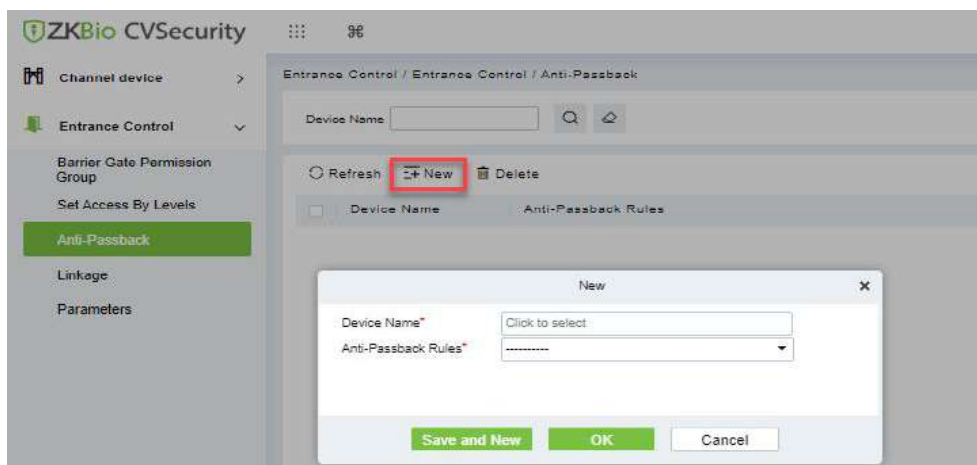 ZKBio CVSecurity
Channel device
Entrance Control
Barrier Gate Permission
Group
Set Access By Levels
Anti-Passback
Linkage
Parameters
Entrance Control / Entrance Control / Anti-Passback
Device Name
Refresh New Delete
Device Name Anti-Passback Rules
New
Device Name* Click to select
Anti-Passback Rules* ----------
Save and New OK Cancel